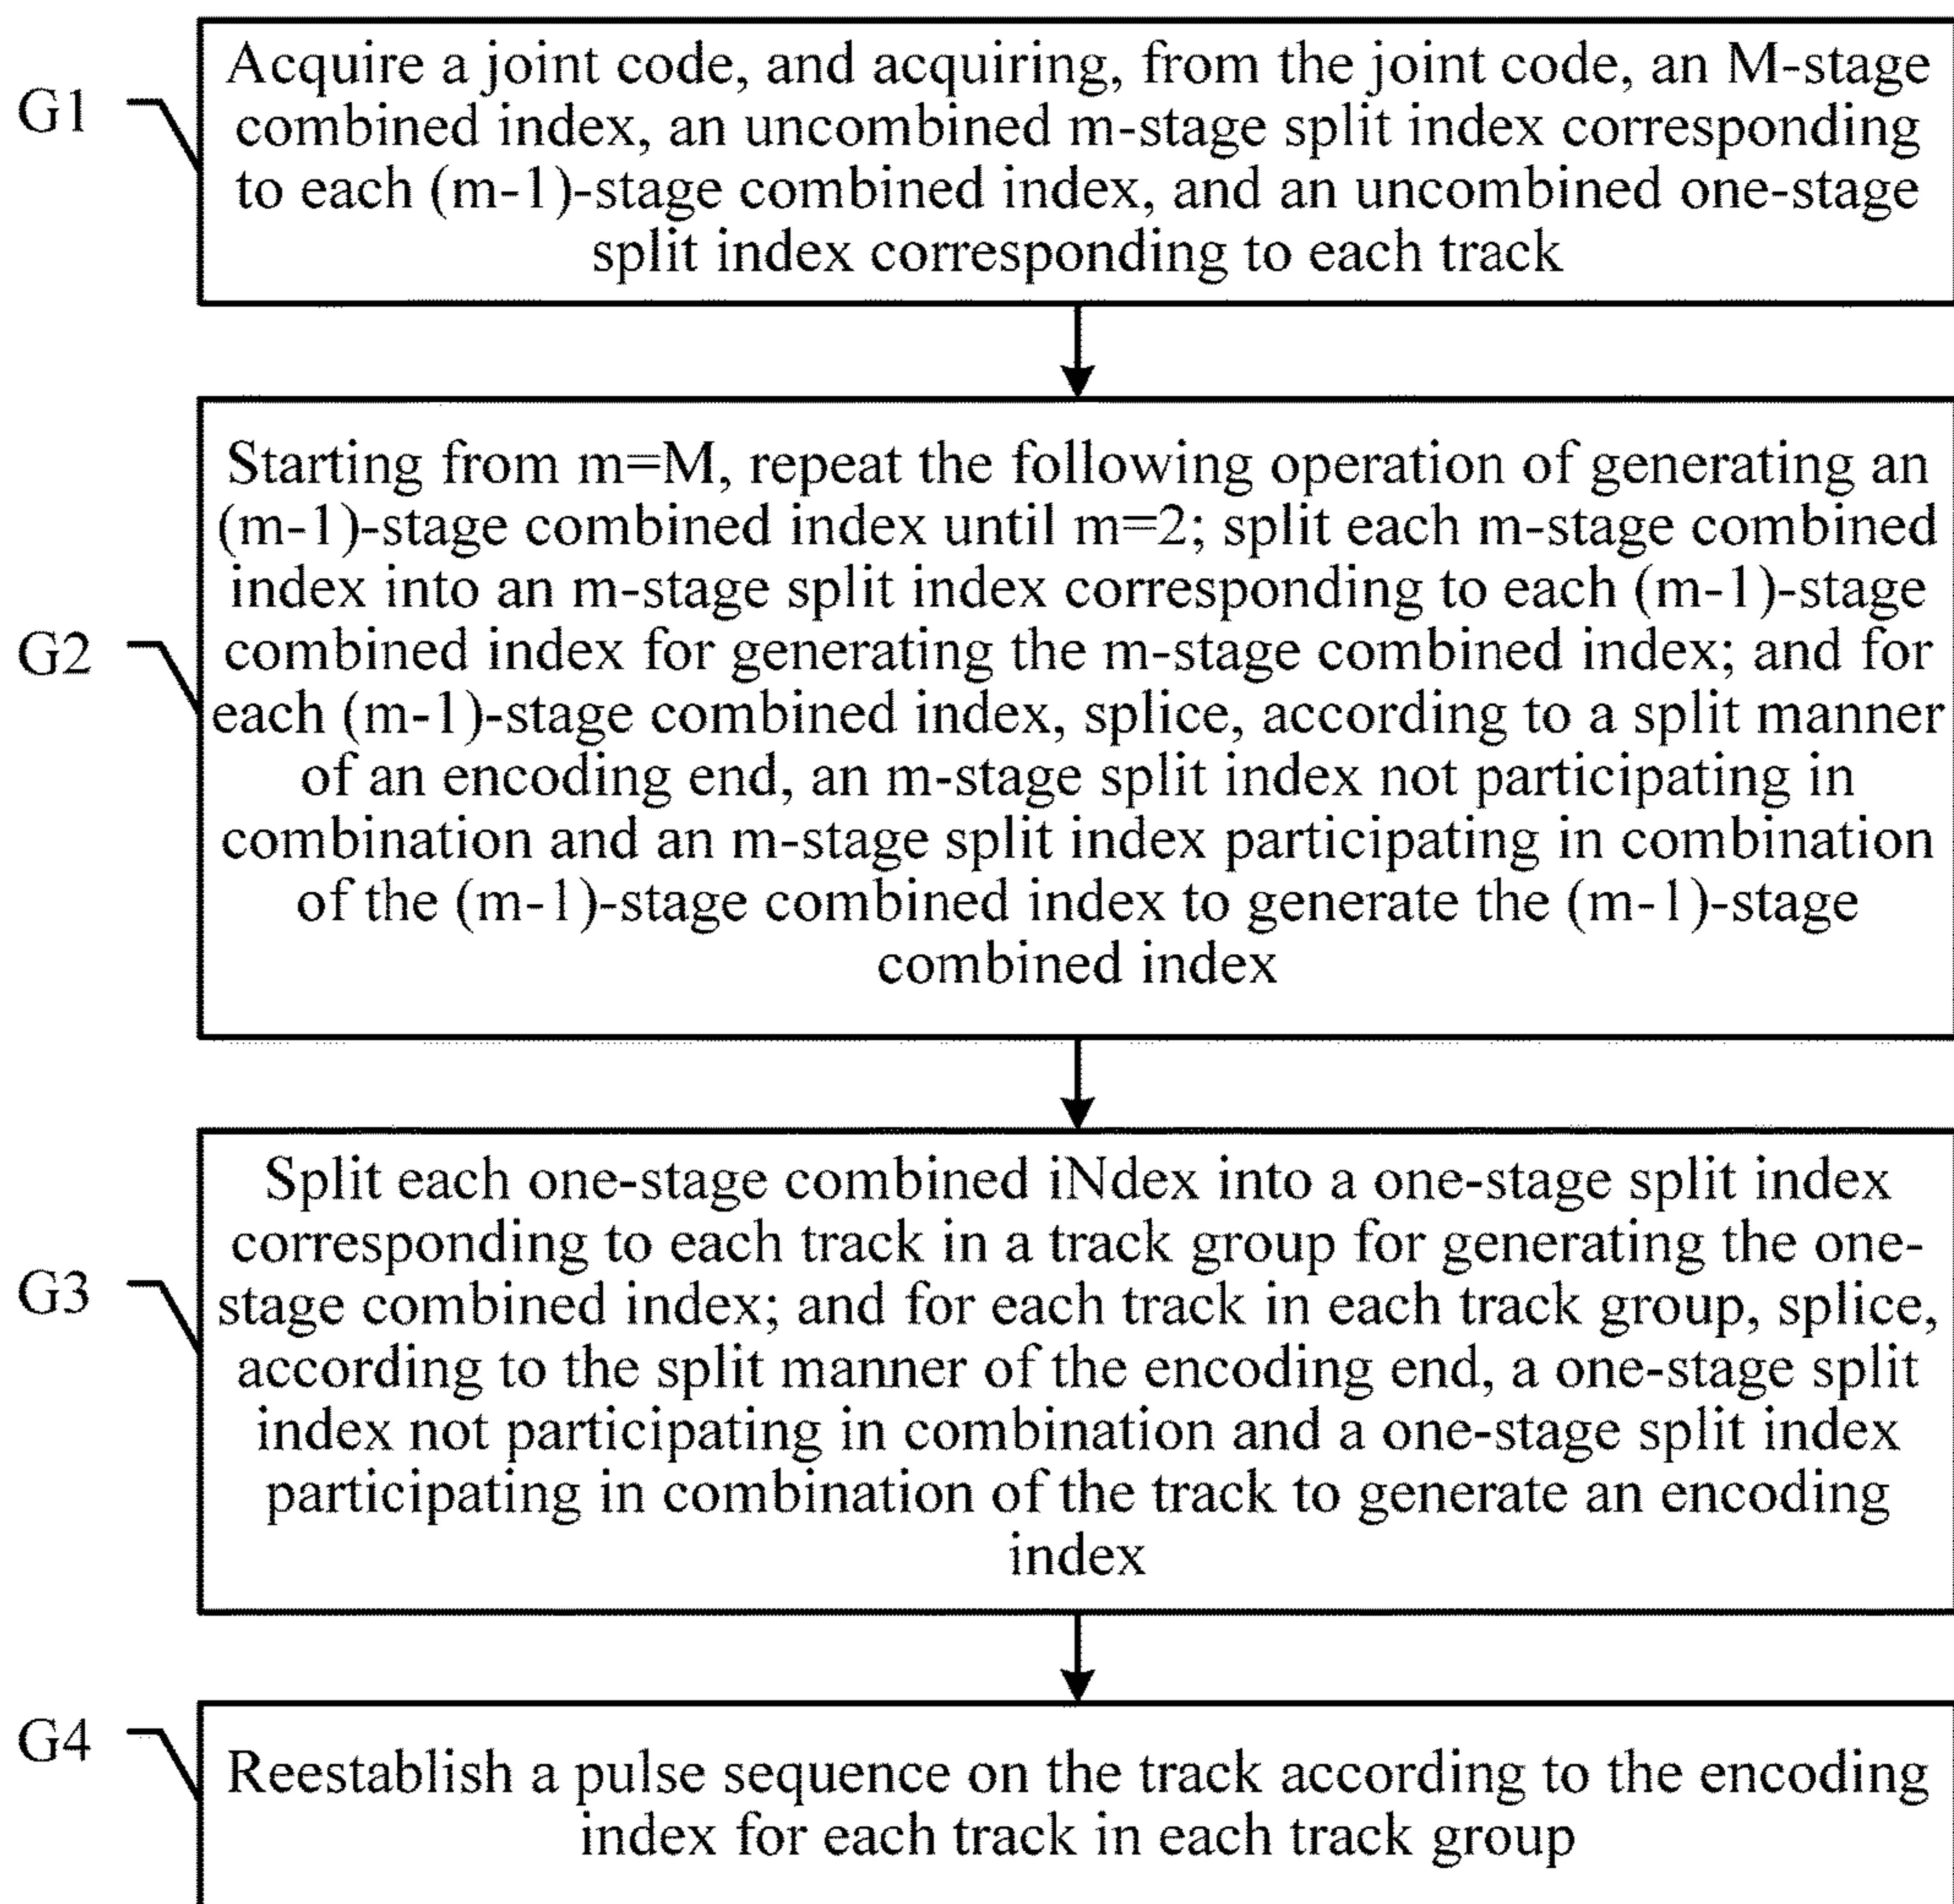 G1
Acquire a joint code, and acquiring, from the joint code, an M-stage
combined index, an uncombined m-stage split index corresponding
to each (m-1)-stage combined index, and an uncombined one-stage
split index corresponding to each track
G2
Starting from m=M, repeat the following operation of generating an
(m-1)-stage combined index until m=2; split each m-stage combined
index into an m-stage split index corresponding to each (m-1)-stage
combined index for generating the m-stage combined index; and for
each (m-1)-stage combined index, splice, according to a split manner
of an encoding end, an m-stage split index not participating in
combination and an m-stage split index participating in combination
of the (m-1)-stage combined index to generate the (m-1)-stage
combined index
G3
Split each one-stage combined iNdex into a one-stage split index
corresponding to each track in a track group for generating the one-
stage combined index; and for each track in each track group, splice,
according to the split manner of the encoding end, a one-stage split
index not participating in combination and a one-stage split index
participating in combination of the track to generate an encoding
index
G4
Reestablish a pulse sequence on the track according to the encoding
index for each track in each track group